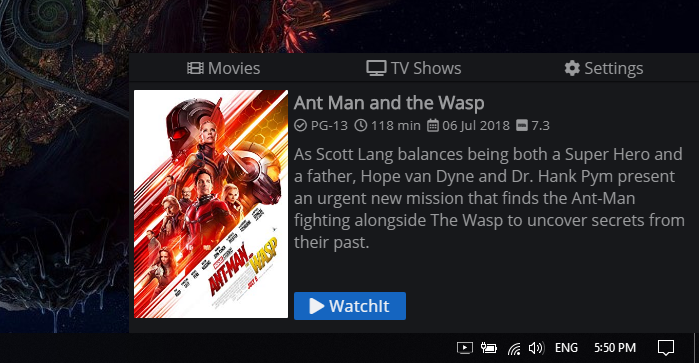 Movies TV Shows Settings
Ant Man and the Wasp
PG-13 118 min 06 Jul 2018 7.3
As Scott Lang balances being both a Super Hero and
a father, Hope van Dyne and Dr. Hank Pym present
an urgent new mission that finds the Ant-Man
fighting alongside The Wasp to uncover secrets from
their past.
ANT-MAN
WASP
WatchIt
ENG 5:50 PM